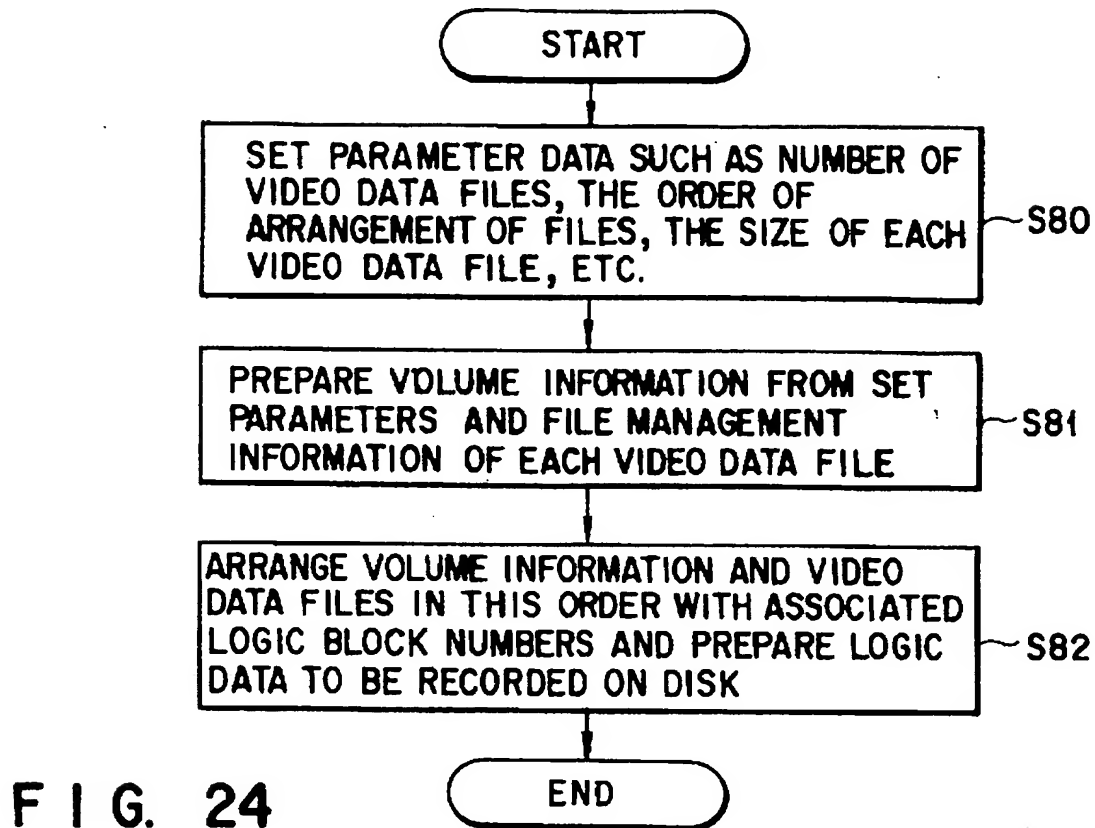 START
SET PARAMETER DATA SUCH AS NUMBER OF
VIDEO DATA FILES, THE ORDER OF
ARRANGEMENT OF FILES, THE SIZE OF EACH
VIDEO DATA FILE, ETC.
S80
PREPARE VOLUME INFORMATION FROM SET
PARAMETERS AND FILE MANAGEMENT
INFORMATION OF EACH VIDEO DATA FILE
S81
ARRANGE VOLUME INFORMATION AND VIDEO
DATA FILES IN THIS ORDER WITH ASSOCIATED
LOGIC BLOCK NUMBERS AND PREPARE LOGIC
DATA TO BE RECORDED ON DISK
S82
END
FIG. 24